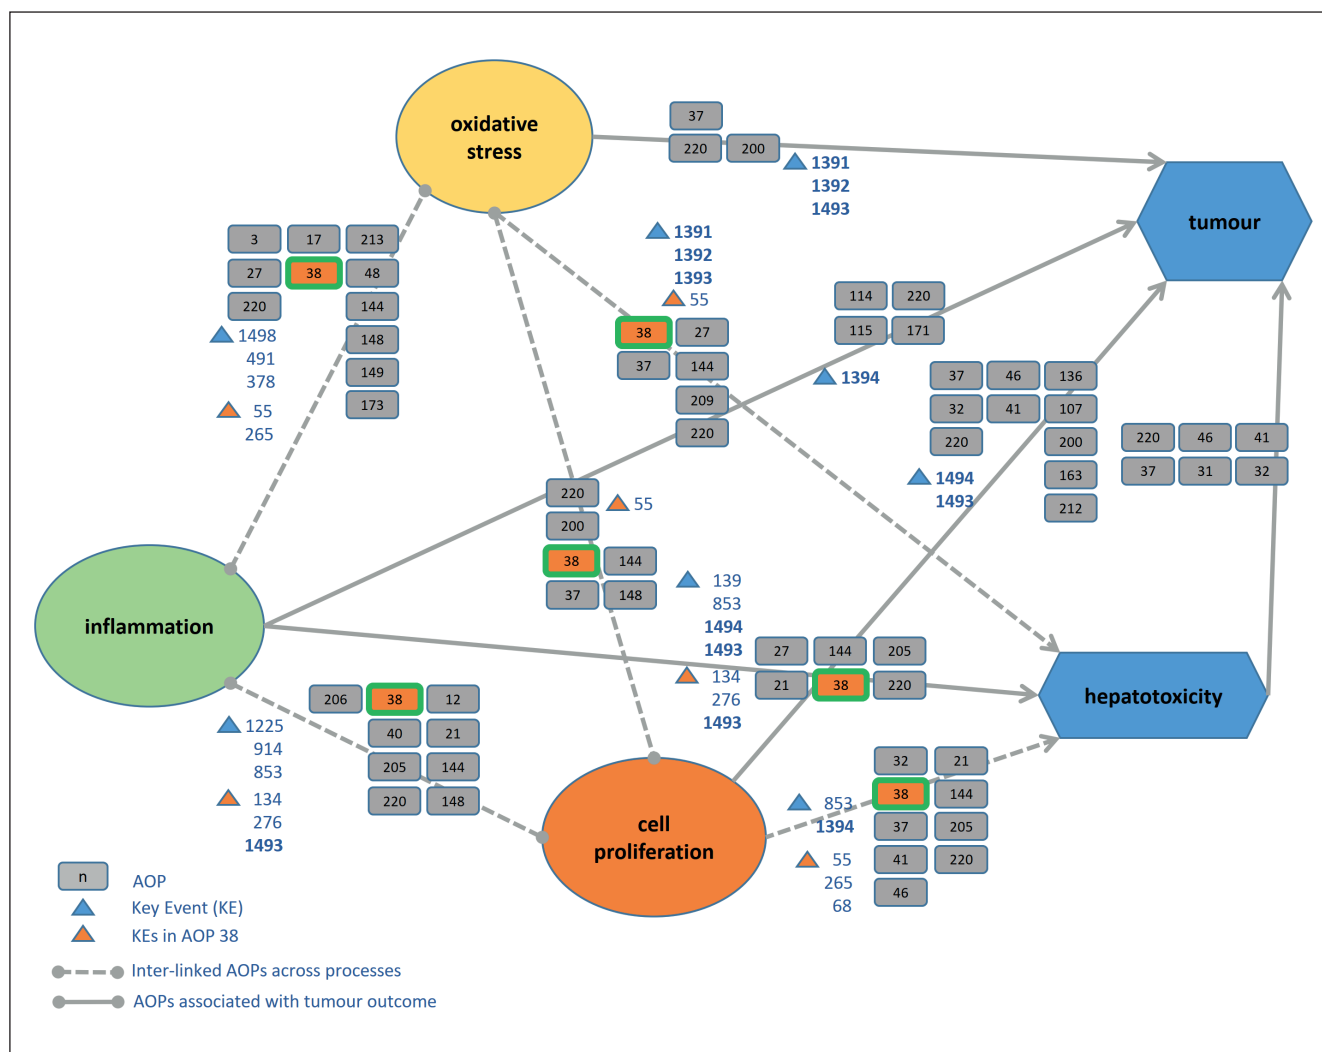 oxidative
stress
37
220 200
1391
1392
1493
tumour
3 17 213
27 38 48
220 144
148
149
173
1498
491
378
55
265
1391
1392
1393
55
38 27
37 144
209
220
114 220
115 171
1394
37 46 136
32 41 107
220 200
163
212
1494
1493
220 46 41
37 31 32
220
200
38 144
37 148
55
inflammation
139
853
1494
1493
134
276
1493
27 144 205
21 38 220
hepatotoxicity
206 38 12
40 21
205 144
220 148
1225
914
853
134
276
1493
cell
proliferation
853
1394
55
265
68
32 21
38 144
37 205
41 220
46
n AOP
Key Event (KE)
KEs in AOP 38
Inter-linked AOPs across processes
AOPs associated with tumour outcome